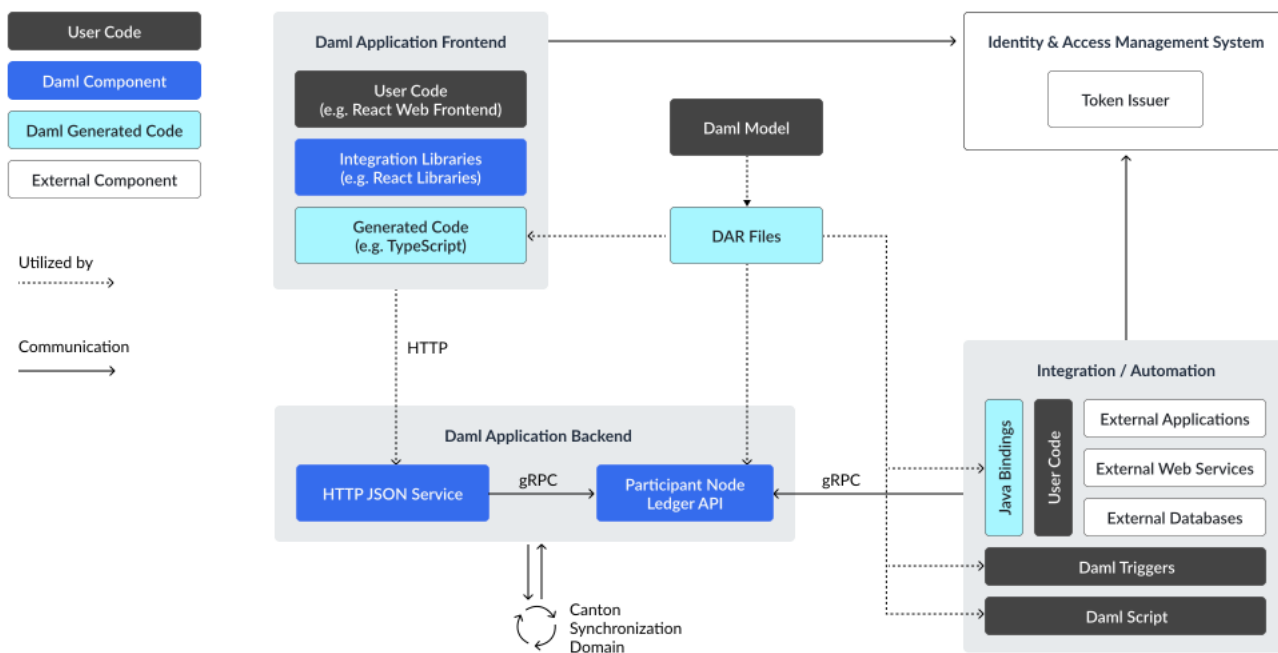 User Code
Daml Component
Daml Generated Code
External Component
Utilized by
Communication
Daml Application Frontend
User Code
(e.g. React Web Frontend)
Integration Libraries
(e.g. React Libraries)
Generated Code
(e.g. TypeScript)
Daml Model
DAR Files
Identity & Access Management System
Token Issuer
HTTP
Daml Application Backend
HTTP JSON Service
gRPC
Participant Node
Ledger API
gRPC
Canton
Synchronization
Domain
Integration / Automation
Java Bindings
User Code
External Applications
External Web Services
External Databases
Daml Triggers
Daml Script